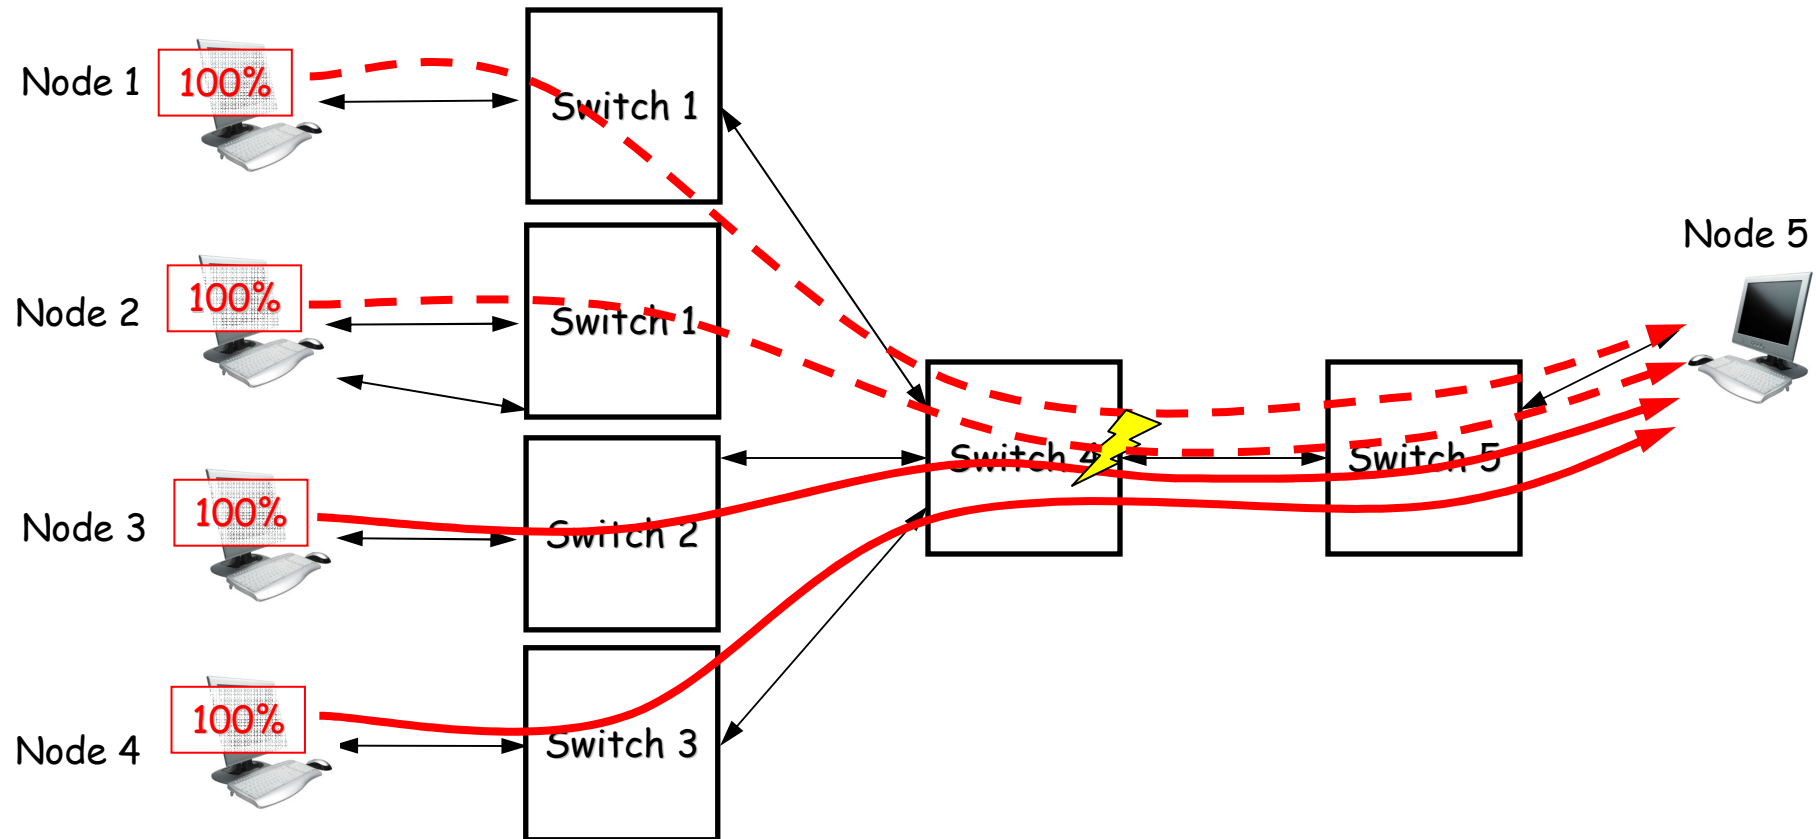 Node 1
100%
Switch 1
Node 2
100%
Switch 1
Node 5
Switch 4
Switch 5
Node 3
100%
Switch 2
Node 4
100%
Switch 3